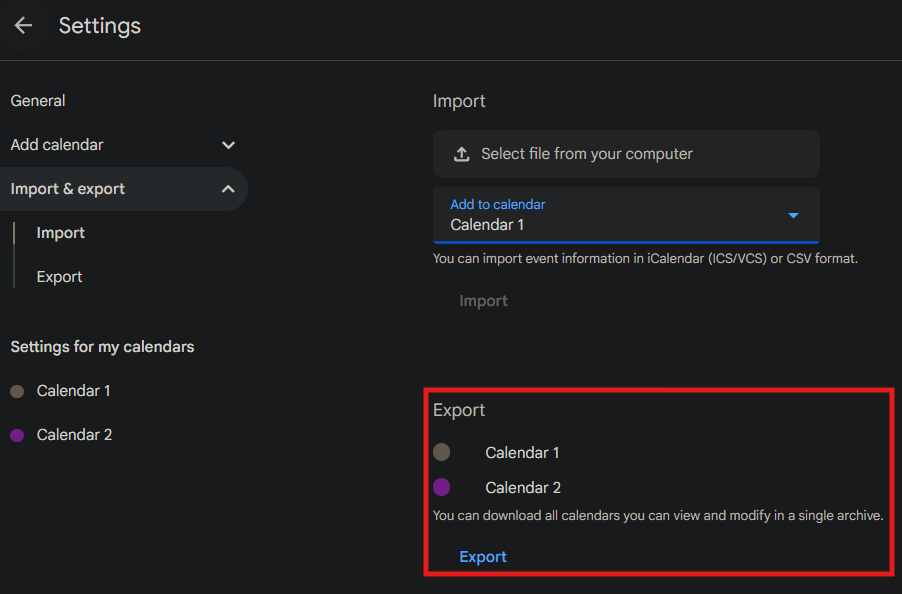 Settings
General
Add calendar
Import & export
Import
Export
Settings for my calendars
Calendar 1
Calendar 2
Import
Select file from your computer
Add to calendar
Calendar 1
You can import event information in iCalendar (ICS/VCS) or CSV format.
Import
Export
Calendar 1
Calendar 2
You can download all calendars you can view and modify in a single archive.
Export